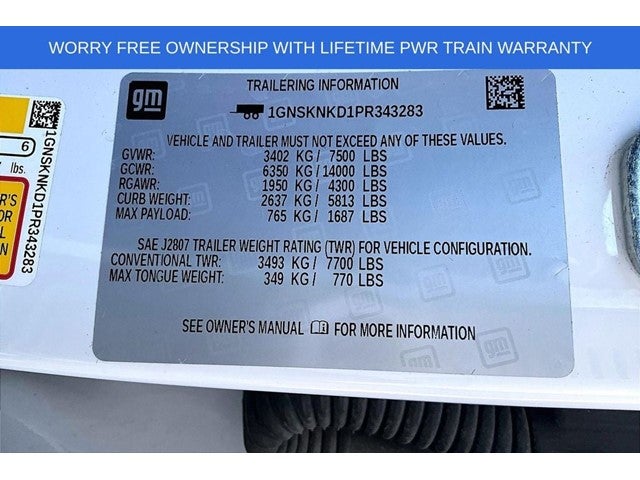 WORRY FREE OWNERSHIP WITH LIFETIME PWR TRAIN WARRANTY
gm
TRAILERING INFORMATION
1GNSKNKD1PR343283
VEHICLE AND TRAILER MUST NOT EXCEED ANY OF THESE VALUES.
GVWR: 3402 KG / 7500 LBS
GCWR: 6350 KG / 14000 LBS
RGAWR: 1950 KG / 4300 LBS
CURB WEIGHT: 2637 KG / 5813 LBS
MAX PAYLOAD: 765 KG / 1687 LBS
SAE J2807 TRAILER WEIGHT RATING (TWR) FOR VEHICLE CONFIGURATION.
CONVENTIONAL TWR: 3493 KG / 7700 LBS
MAX TONGUE WEIGHT: 349 KG / 770 LBS
SEE OWNER'S MANUAL FOR MORE INFORMATION
1GNSKNKD1PR343283
6
lbs.